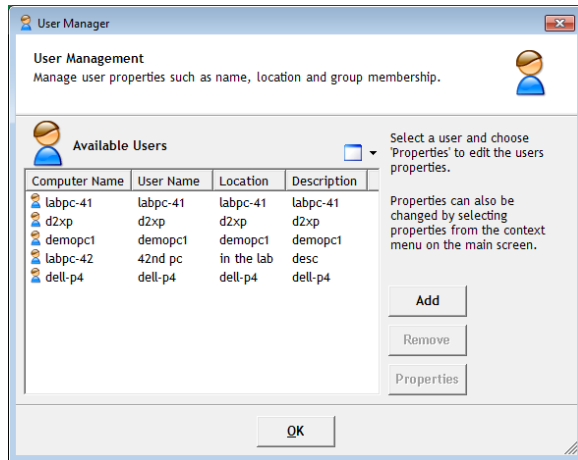 User Manager
User Management
Manage user properties such as name, location and group membership.
Available Users
Computer Name User Name Location Description
labpc-41 labpc-41 labpc-41 labpc-41
d2xp d2xp d2xp d2xp
demopc1 demopc1 demopc1 demopc1
labpc-42 42nd pc in the lab desc
dell-p4 dell-p4 dell-p4 dell-p4
Select a user and choose
'Properties' to edit the users
properties.
Properties can also be
changed by selecting
properties from the context
menu on the main screen.
Add
Remove
Properties
OK